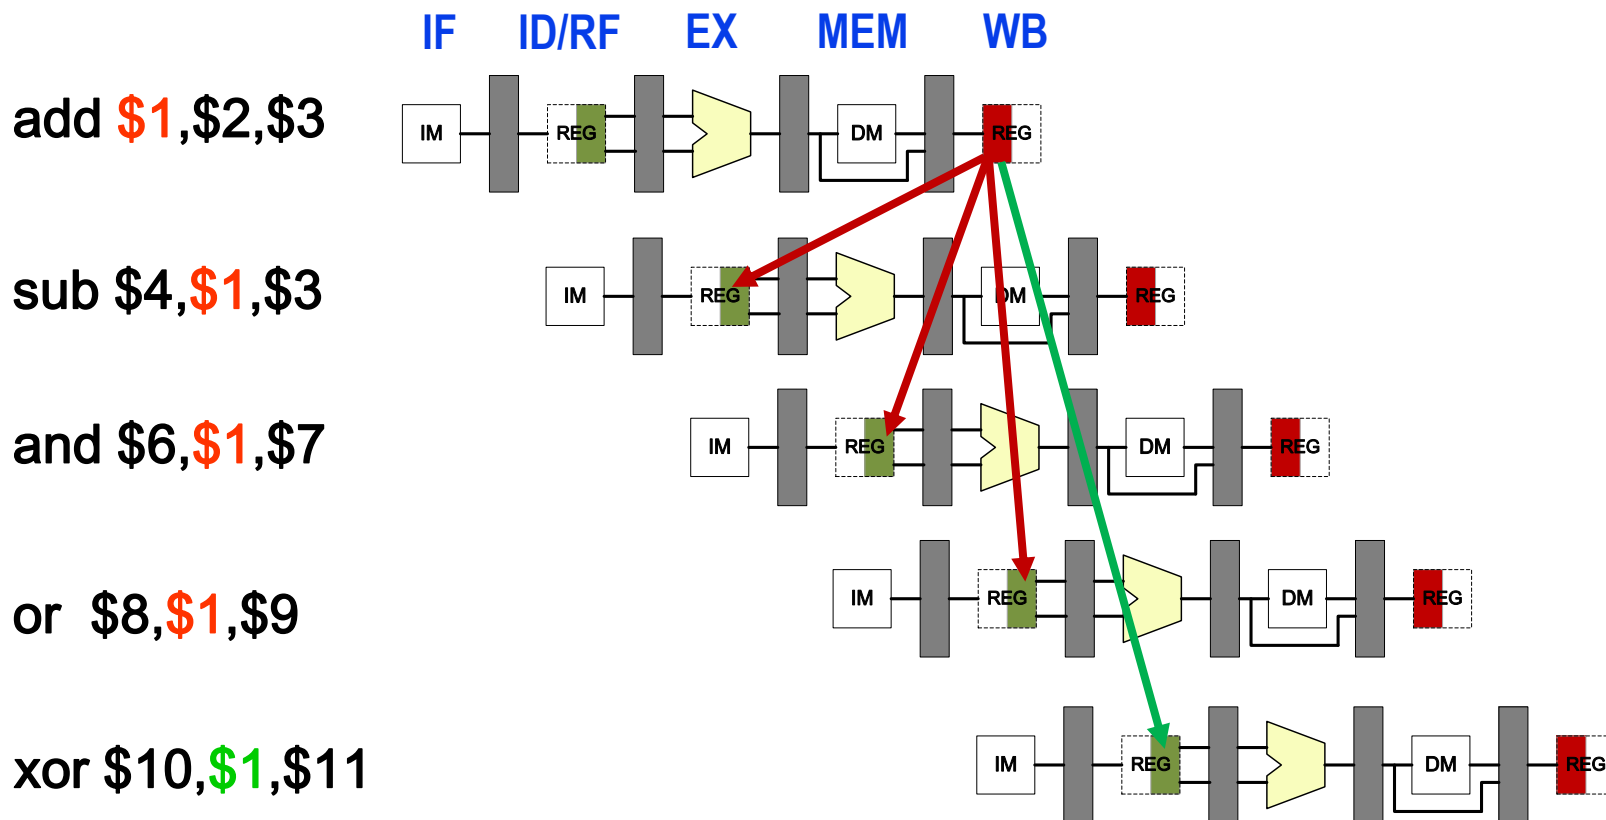 IF ID/RF EX MEM WB
add $1,$2,$3 IM REG DM REG
sub $4,$1,$3 IM REG DM REG
and $6,$1,$7 IM REG DM REG
or $8,$1,$9 IM REG DM REG
xor $10,$1,$11 IM REG DM REG